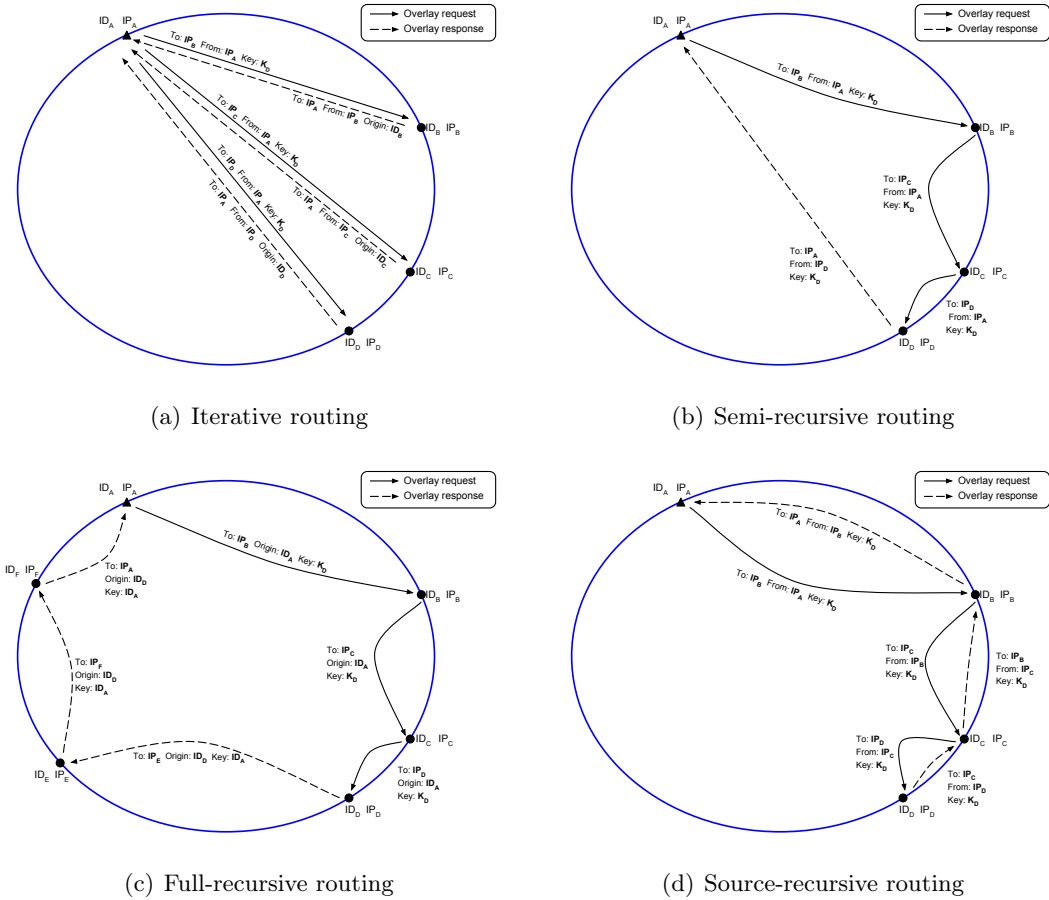 ID_A IP_A
Overlay request
Overlay response
To: IP_B From: IP_A Key: K_D
To: IP_A From: IP_B Origin: ID_B
ID_B IP_B
To: IP_C From: IP_A Key: K_D
To: IP_A From: IP_C Origin: ID_C
ID_C IP_C
To: IP_D From: IP_A Key: K_D
To: IP_A From: IP_D Origin: ID_D
ID_D IP_D
(a) Iterative routing
ID_A IP_A
Overlay request
Overlay response
To: IP_B From: IP_A Key: K_D
ID_B IP_B
To: IP_C
From: IP_A
Key: K_D
To: IP_A
From: IP_D
Key: K_D
ID_C IP_C
To: IP_D
From: IP_A
Key: K_D
ID_D IP_D
(b) Semi-recursive routing
ID_A IP_A
Overlay request
Overlay response
To: IP_B Origin: ID_A Key: K_D
ID_F IP_F
To: IP_A
Origin: ID_D
Key: ID_A
ID_B IP_B
To: IP_C
Origin: ID_A
Key: K_D
To: IP_F
Origin: ID_D
Key: ID_A
ID_C IP_C
To: IP_E Origin: ID_D Key: ID_A
ID_E IP_E
To: IP_D
Origin: ID_A
Key: K_D
ID_D IP_D
(c) Full-recursive routing
ID_A IP_A
Overlay request
Overlay response
To: IP_A From: IP_B Key: K_D
To: IP_B From: IP_A Key: K_D
ID_B IP_B
To: IP_C
From: IP_B
Key: K_D
To: IP_B
From: IP_C
Key: K_D
ID_C IP_C
To: IP_D
From: IP_C
Key: K_D
To: IP_C
From: IP_D
Key: K_D
ID_D IP_D
(d) Source-recursive routing